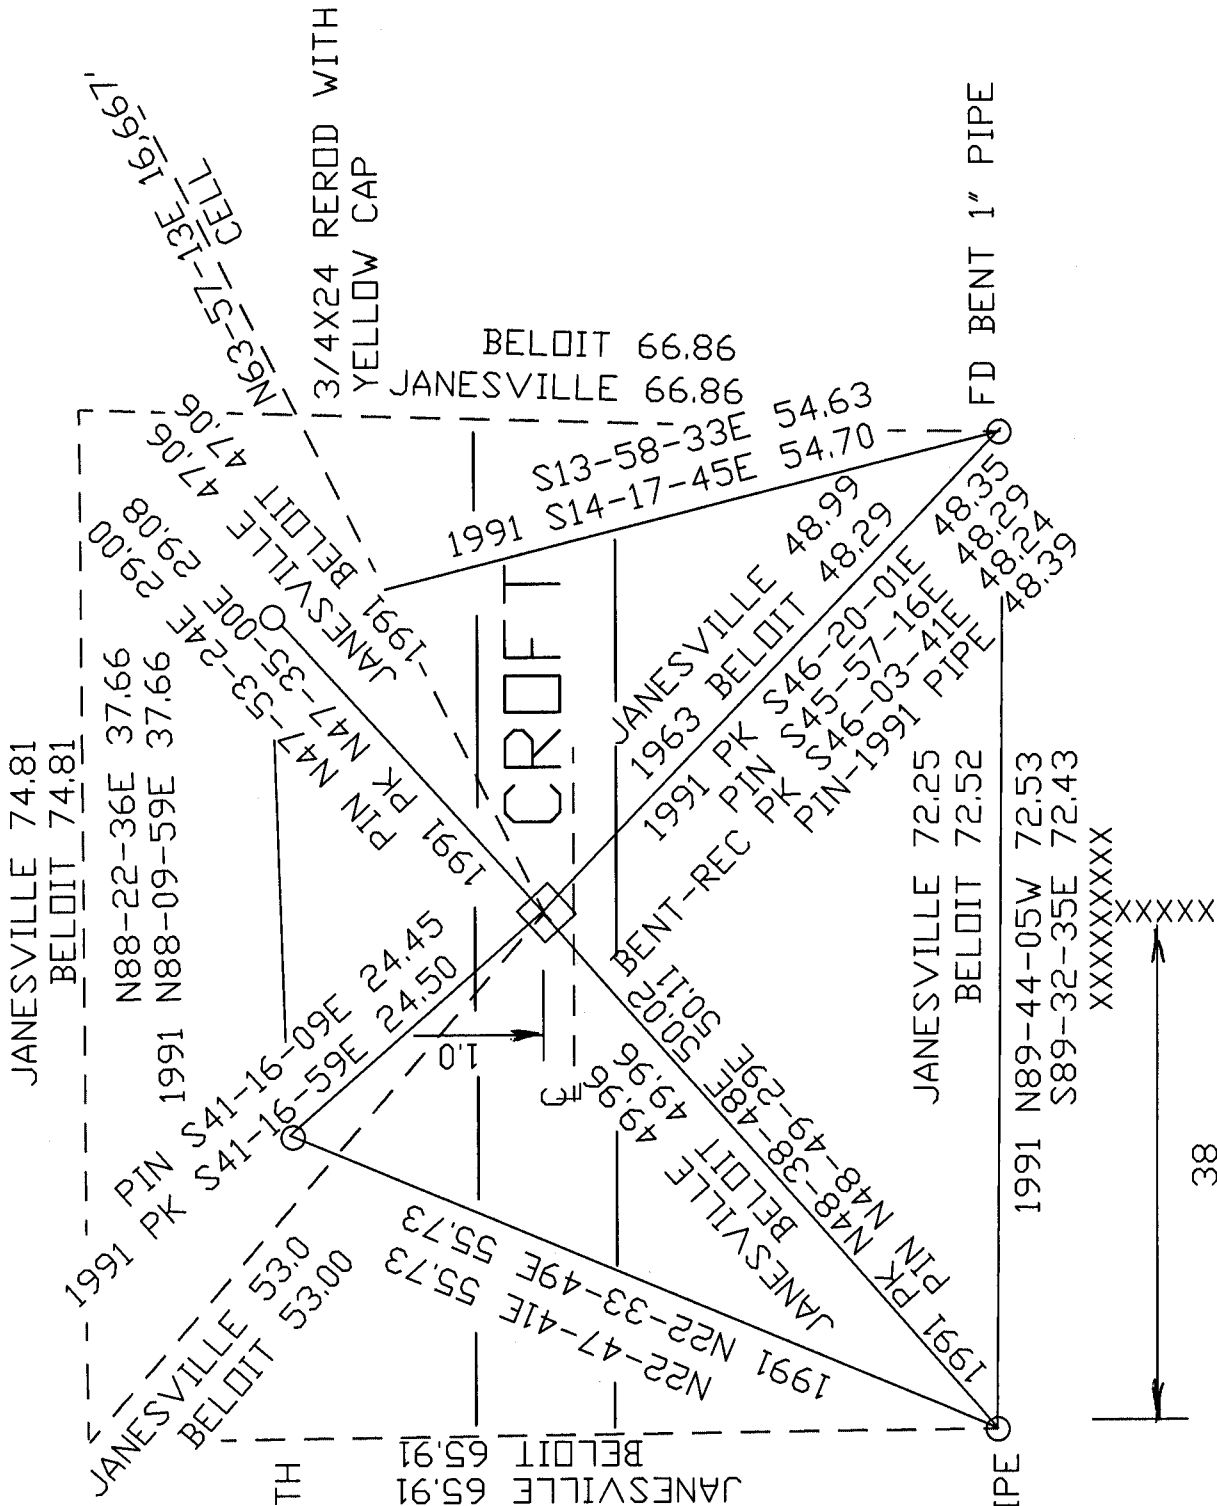 JANESVILLE 74.81
BELOIT 74.81
N88-22-36E 37.66
1991 N88-09-59E 37.66
N63-57-13E 16,667'
CELL
3/4X24 REROD WITH
YELLOW CAP
JANESVILLE 47.06
BELOIT 47.06
PIN N47-53-24E 29.00
1991 PK N47-35-00E 29.08
1991
BELOIT 66.86
JANESVILLE 66.86
S13-58-33E 54.63
1991 S14-17-45E 54.70
FD BENT 1" PIPE
CROFT
PIN S41-16-09E 24.45
1991 PK S41-16-59E 24.50
1.0
JANESVILLE 53.0
BELOIT 53.00
JANESVILLE 48.99
1963 BELOIT 48.29
1991 PK S46-20-01E 48.35
PIN S45-57-16E 48.29
BENT-REC PK S46-03-41E 48.24
PIN-1991 PIPE 48.39
JANESVILLE 49.96
BELOIT 49.96
1991 PK N48-38-48E 50.02
PIN N48-49-29E 50.11
N22-47-41E 55.73
1991 N22-33-49E 55.73
BELOIT 65.91
JANESVILLE 65.91
JANESVILLE 72.25
BELOIT 72.52
1991 N89-44-05W 72.53
S89-32-35E 72.43
XXXXXXXXX
XXXXX
38
TH
IPE